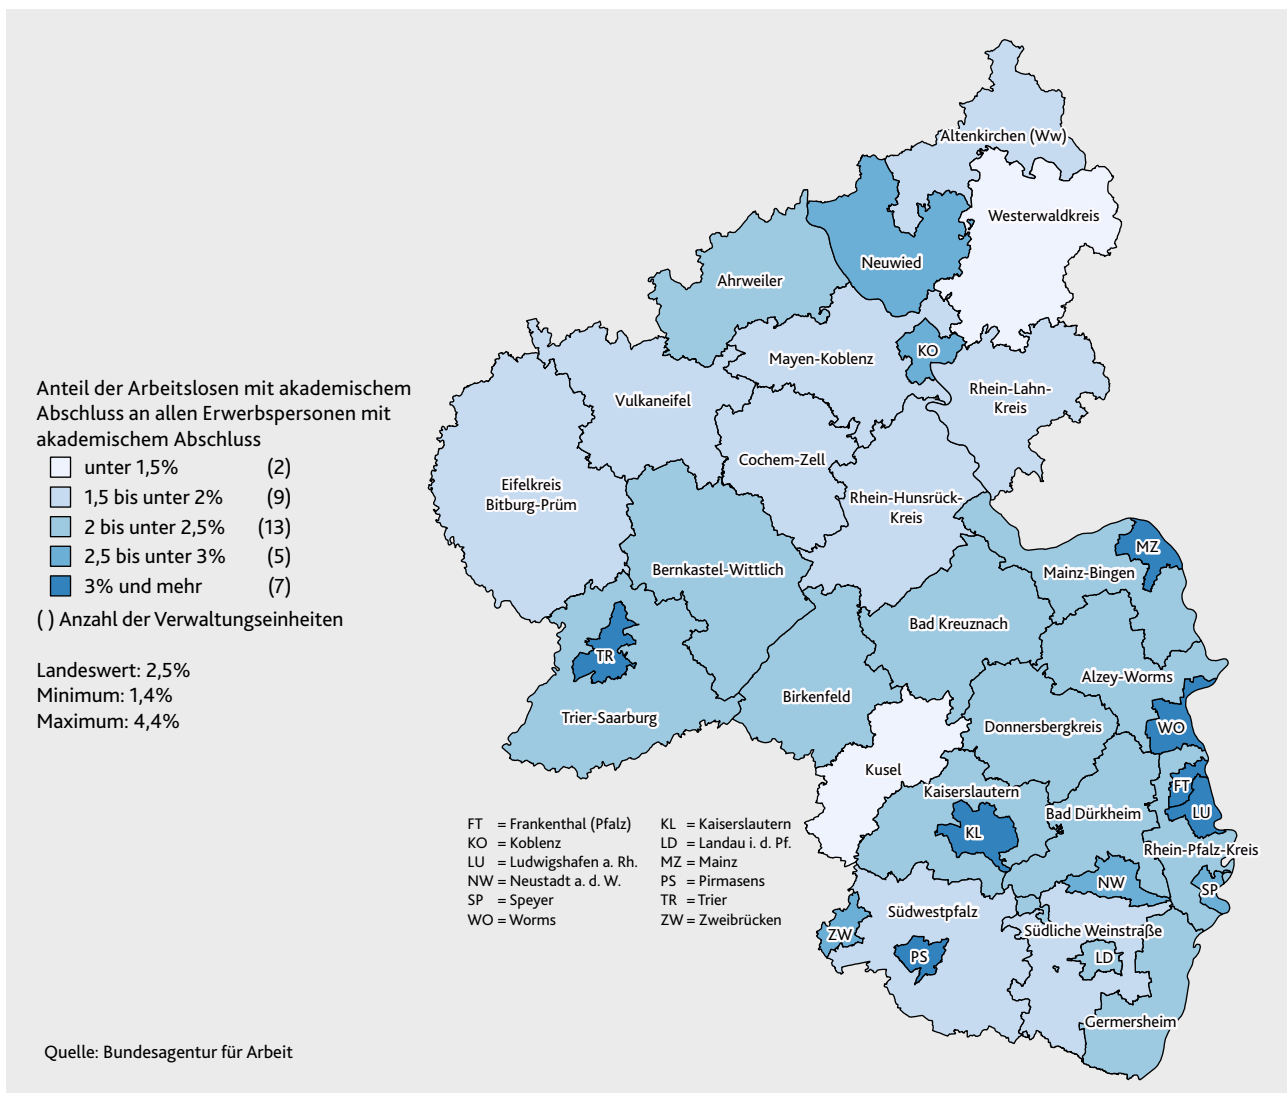 Altenkirchen (Ww)
Westerwaldkreis
Neuwied
Ahrweiler
KO
Mayen-Koblenz
Rhein-Lahn-
Kreis
Vulkaneifel
Cochem-Zell
Eifelkreis
Bitburg-Prüm
Rhein-Hunsrück-
Kreis
Anteil der Arbeitslosen mit akademischem
Abschluss an allen Erwerbspersonen mit
akademischem Abschluss
unter 1,5% (2)
1,5 bis unter 2% (9)
2 bis unter 2,5% (13)
2,5 bis unter 3% (5)
3% und mehr (7)
( ) Anzahl der Verwaltungseinheiten
Landeswert: 2,5%
Minimum: 1,4%
Maximum: 4,4%
MZ
Mainz-Bingen
Bernkastel-Wittlich
Bad Kreuznach
TR
Alzey-Worms
Birkenfeld
Trier-Saarburg
Donnersbergkreis
WO
Kusel
FT
Kaiserslautern
Bad Dürkheim
LU
KL
Rhein-Pfalz-Kreis
NW
SP
Südwestpfalz
Südliche Weinstraße
ZW
PS
LD
Germersheim
FT = Frankenthal (Pfalz) KL = Kaiserslautern
KO = Koblenz LD = Landau i. d. Pf.
LU = Ludwigshafen a. Rh. MZ = Mainz
NW = Neustadt a. d. W. PS = Pirmasens
SP = Speyer TR = Trier
WO = Worms ZW = Zweibrücken
Quelle: Bundesagentur für Arbeit